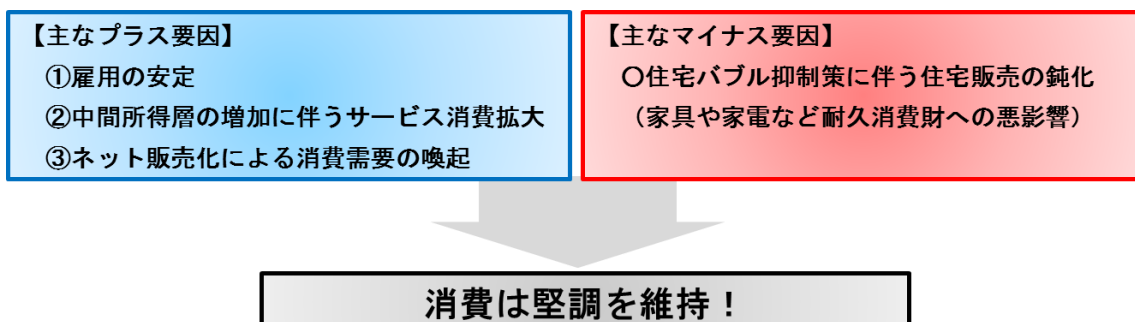 【主なプラス要因】
①雇用の安定
②中間所得層の増加に伴うサービス消費拡大
③ネット販売化による消費需要の喚起
【主なマイナス要因】
○住宅バブル抑制策に伴う住宅販売の鈍化
（家具や家電など耐久消費財への悪影響）
消費は堅調を維持！